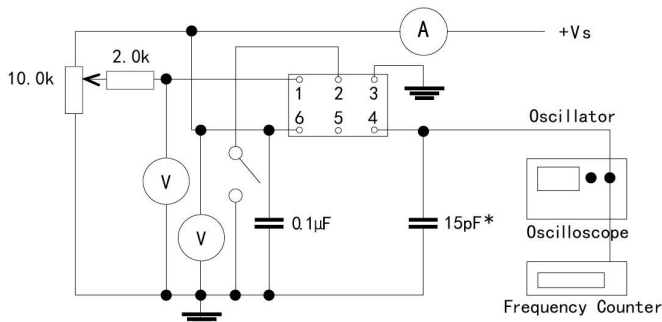 A
+Vs
2.0k
10.0k
1 2 3
6 5 4
Oscillator
V
V
0.1μF
15pF*
Oscilloscope
Frequency Counter